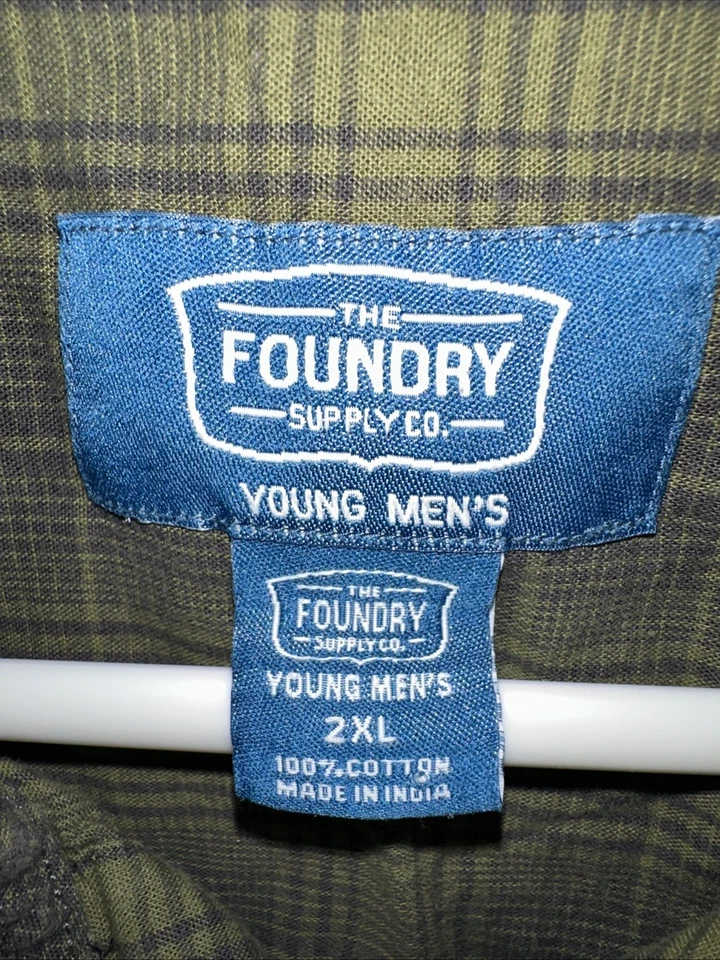 THE
FOUNDRY
SUPPLY CO.
YOUNG MEN'S
THE
FOUNDRY
SUPPLY CO.
YOUNG MEN'S
2XL
100% COTTON
MADE IN INDIA